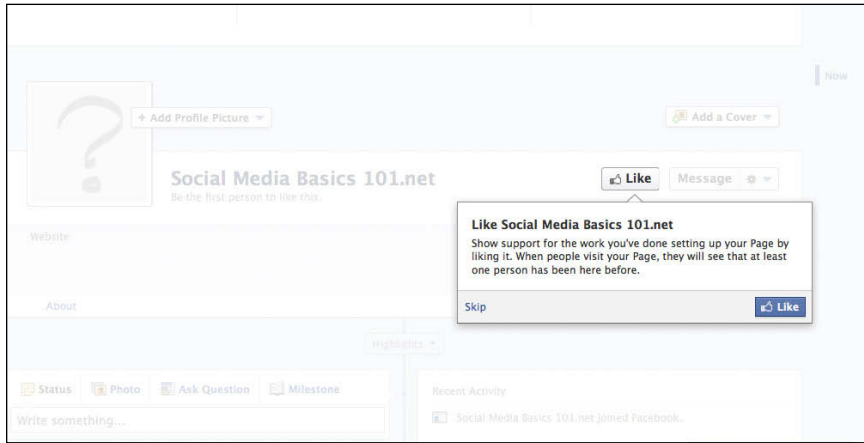 Now
+ Add Profile Picture
Add a Cover
Social Media Basics 101.net
Be the first person to like this.
Like
Message
Like Social Media Basics 101.net
Show support for the work you've done setting up your Page by
liking it. When people visit your Page, they will see that at least
one person has been here before.
Skip
Like
Website
About
Highlights
Status
Photo
Ask Question
Milestone
Write something...
Recent Activity
Social Media Basics 101.net joined Facebook.